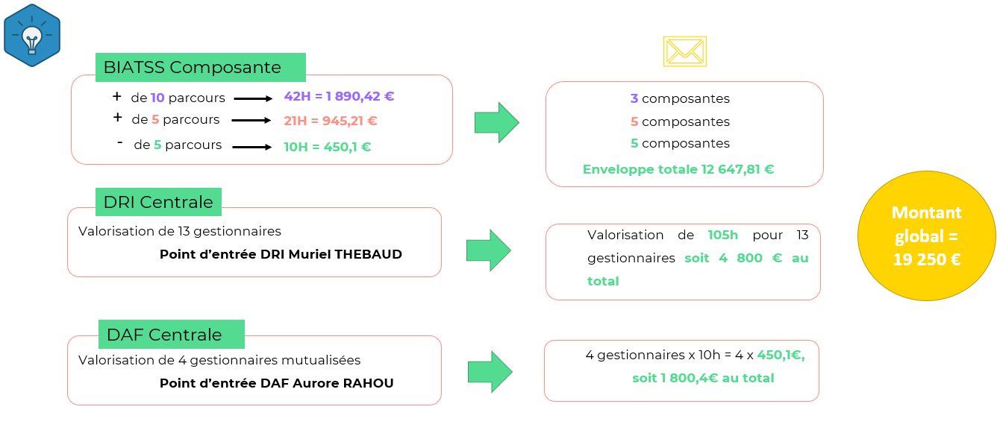 BIATSS Composante
+ de 10 parcours 42H = 1 890,42 €
+ de 5 parcours 21H = 945,21 €
- de 5 parcours 10H = 450,1 €
3 composantes
5 composantes
5 composantes
Enveloppe totale 12 647,81 €
DRI Centrale
Valorisation de 13 gestionnaires
Point d’entrée DRI Muriel THEBAUD
Valorisation de 105h pour 13
gestionnaires soit 4 800 € au
total
Montant
global =
19 250 €
DAF Centrale
Valorisation de 4 gestionnaires mutualisées
Point d’entrée DAF Aurore RAHOU
4 gestionnaires x 10h = 4 x 450,1€,
soit 1 800,4€ au total